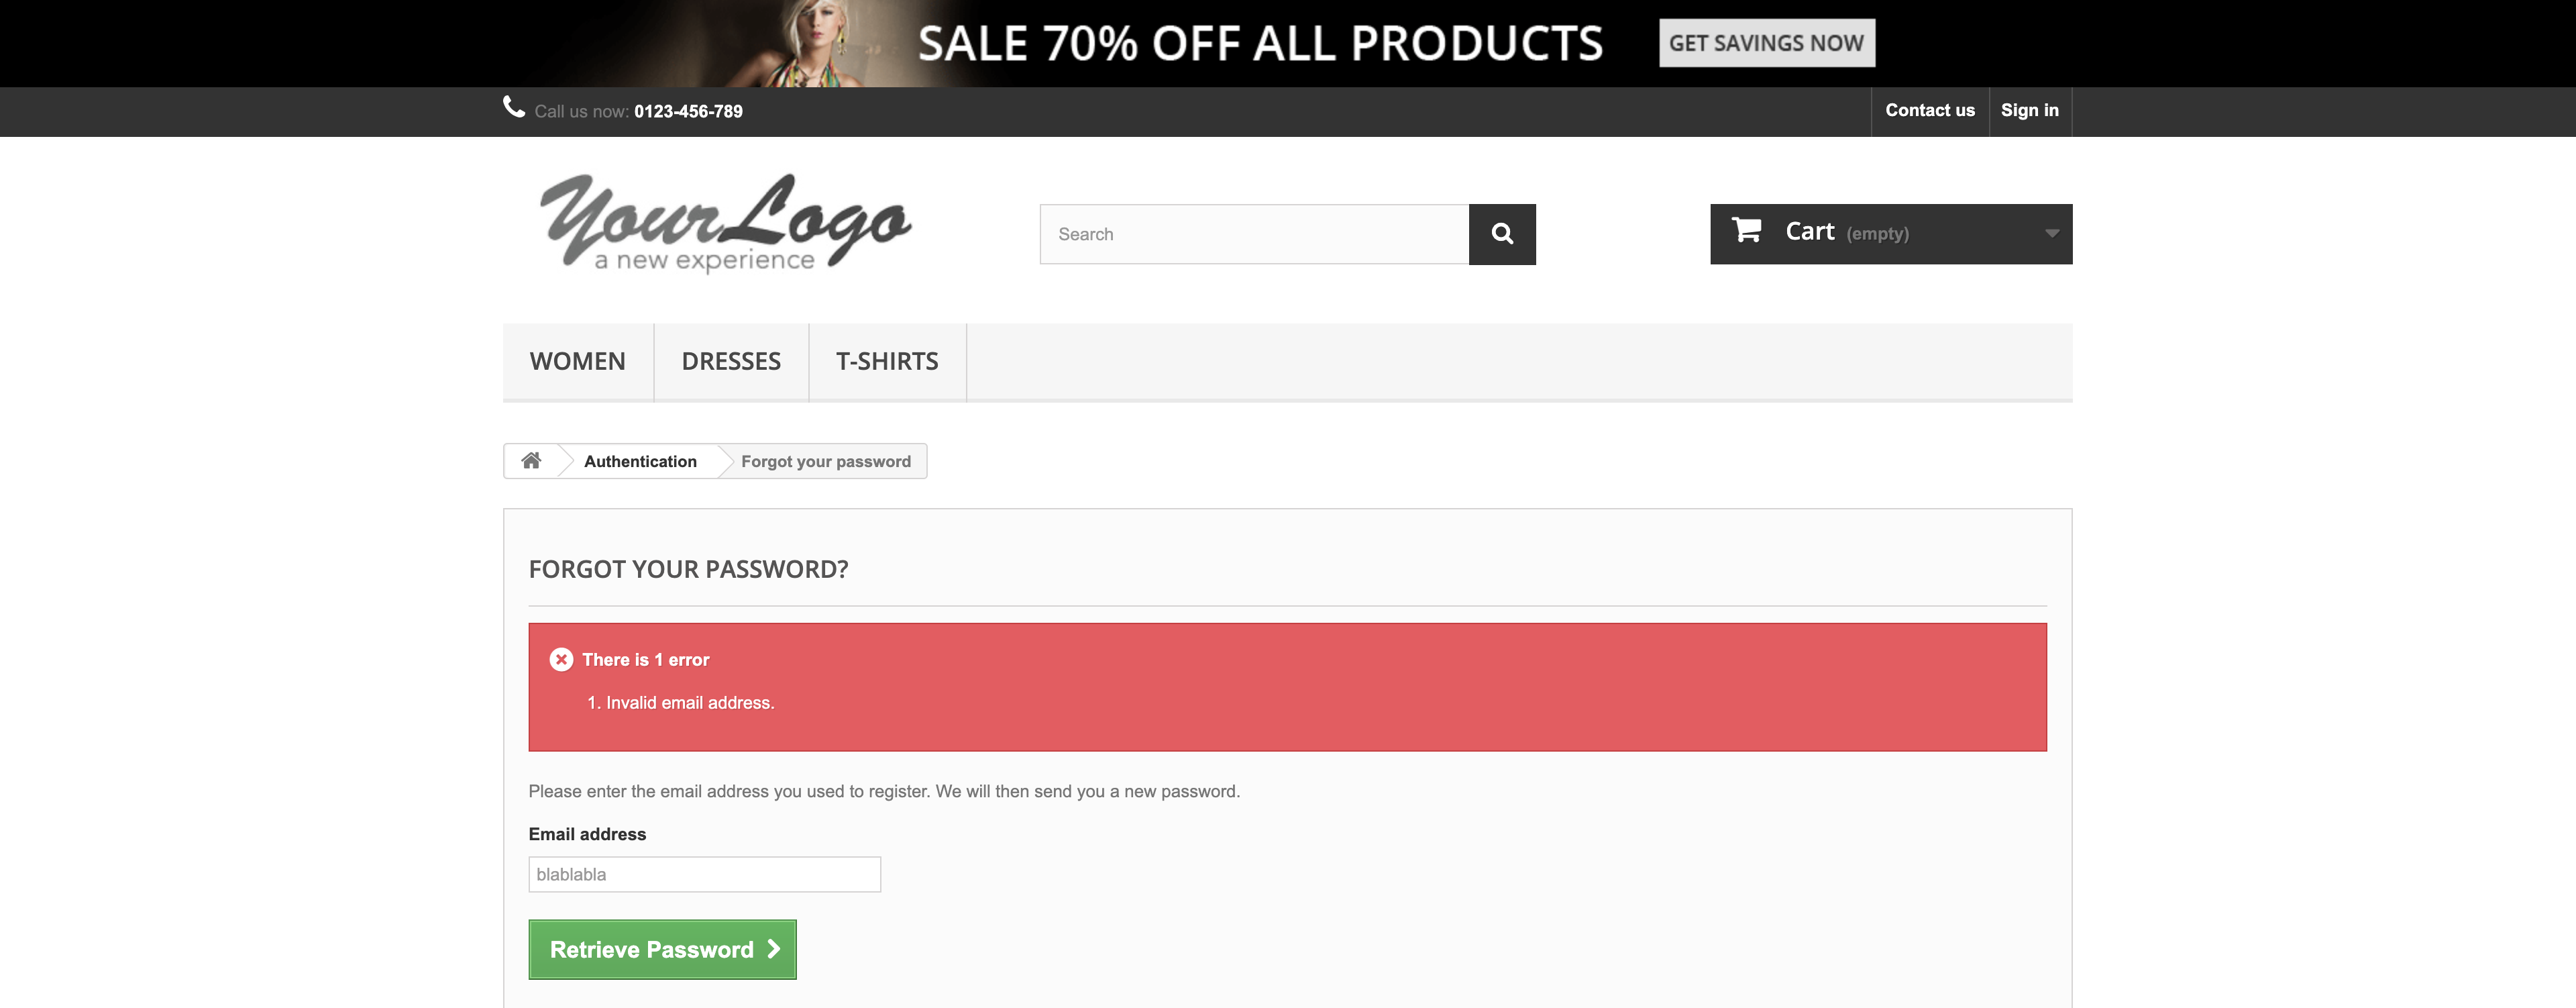 SALE 70% OFF ALL PRODUCTS GET SAVINGS NOW
Call us now: 0123-456-789 Contact us Sign in
Your Logo
a new experience
Search
Cart (empty)
WOMEN DRESSES T-SHIRTS
Authentication Forgot your password
FORGOT YOUR PASSWORD?
There is 1 error
1. Invalid email address.
Please enter the email address you used to register. We will then send you a new password.
Email address
blablabla
Retrieve Password